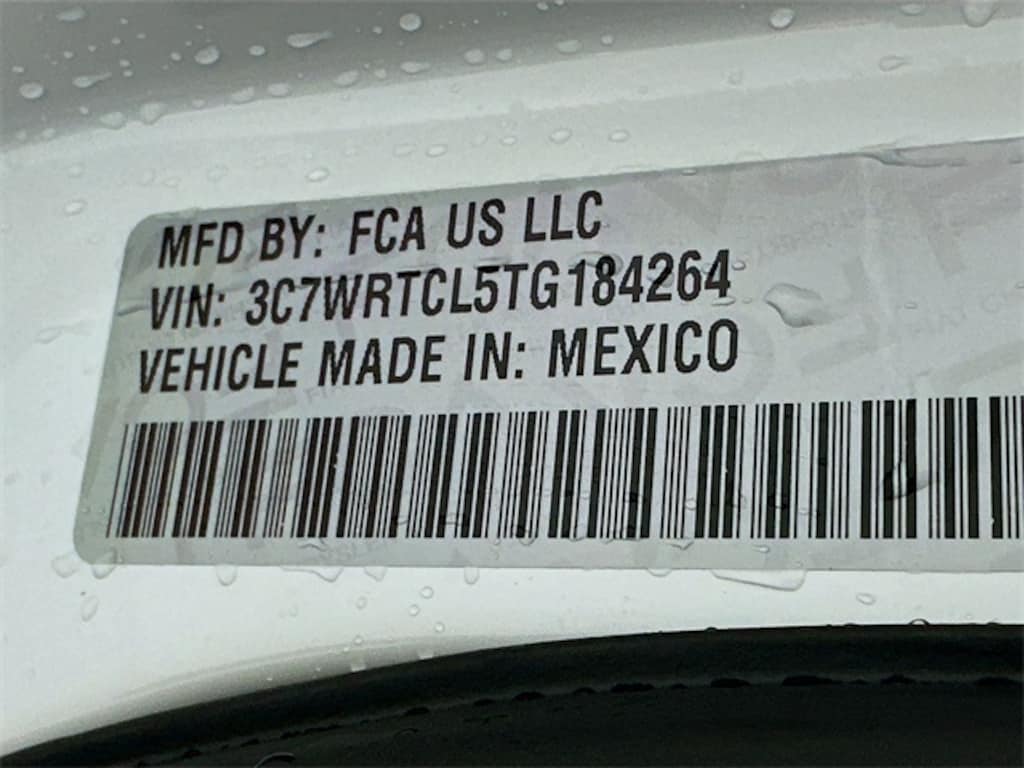 MFD BY: FCA US LLC
VIN: 3C7WRTCL5TG184264
VEHICLE MADE IN: MEXICO